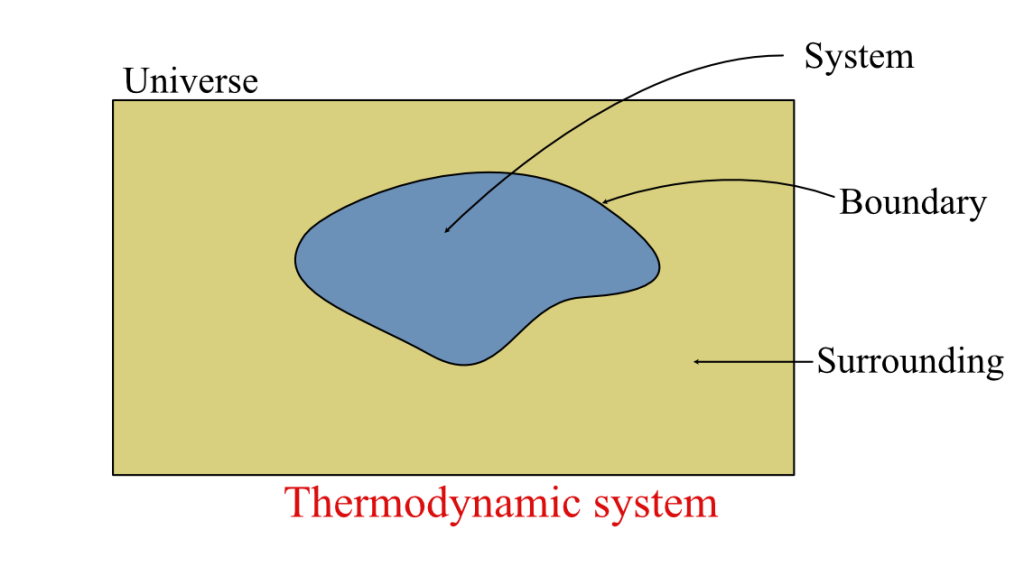 System
Universe
Boundary
Surrounding
Thermodynamic system